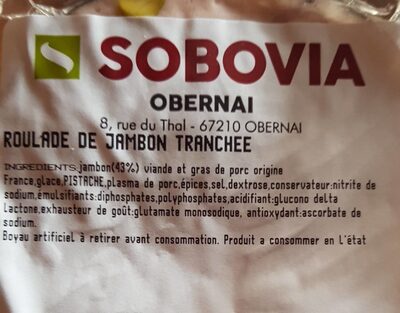 SOBOVIA
OBERNAI
8, rue du Thal - 67210 OBERNAI
ROULADE DE JAMBON TRANCHEE
INGREDIENTS:jambon(43%) viande et gras de porc origine
France,glace,PISTACHE,plasma de porc,épices,sel,dextrose,conservateur:nitrite de
sodium,émulsifiants:diphosphates,polyphosphates,acidifiant:glucono delta
Lactone,exhausteur de goût:glutamate monosodique, antioxydant:ascorbate de
sodium.
Boyau artificiel à retirer avant consommation. Produit a consommer en l'état